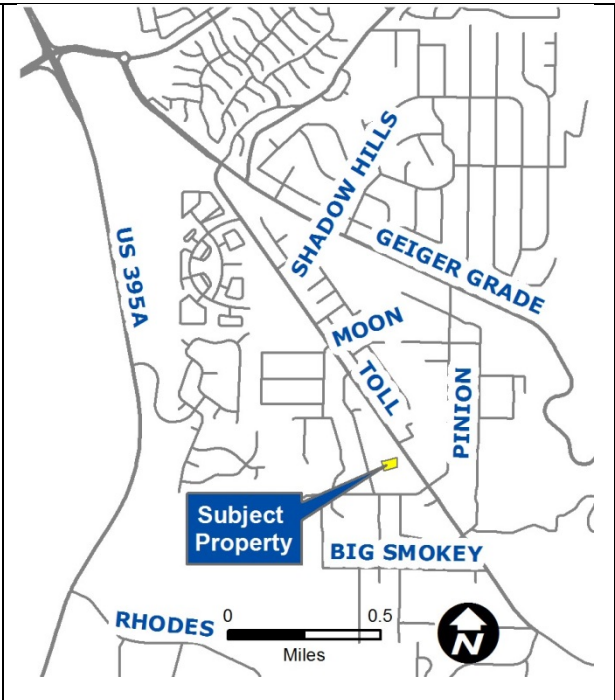 SHADOW HILLS
US 395A
GEIGER GRADE
MOON
TOLL
PINION
Subject
Property
BIG SMOKEY
RHODES
0 0.5
Miles
N